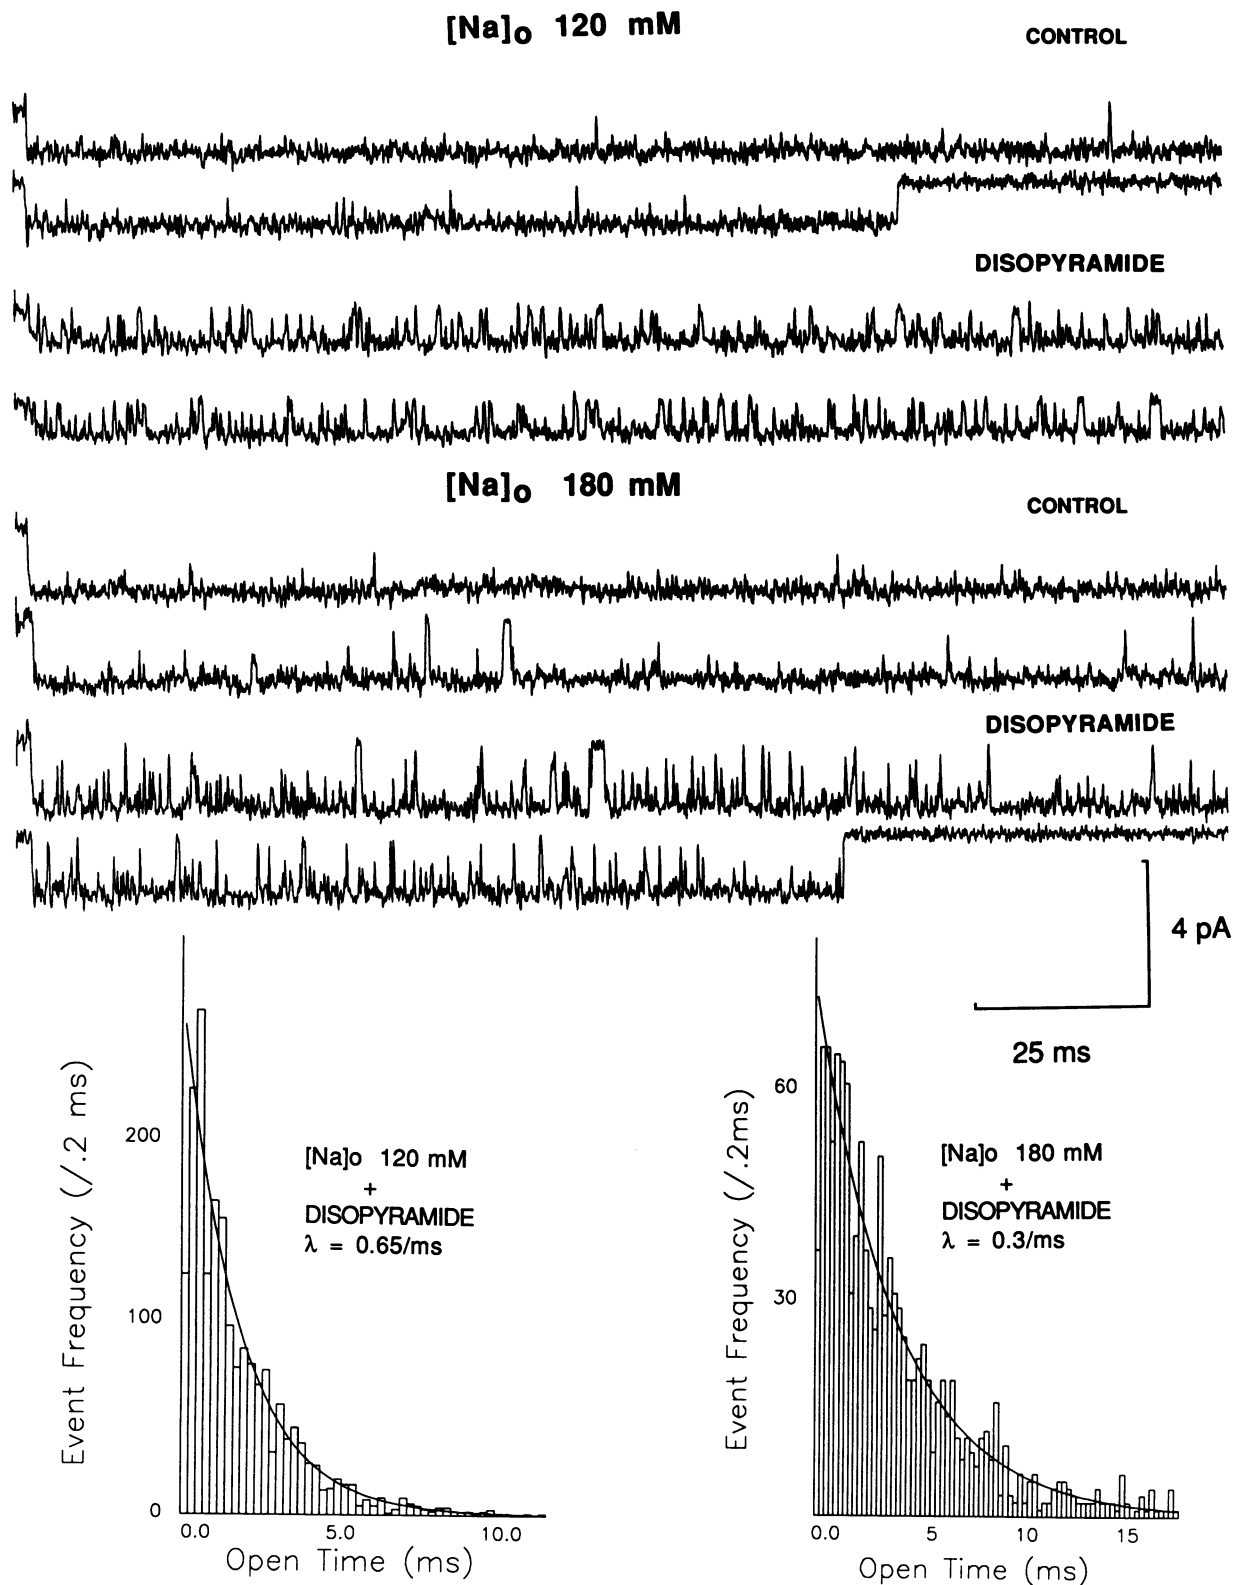 [Na]o 120 mM
CONTROL
DISOPYRAMIDE
[Na]o 180 mM
CONTROL
DISOPYRAMIDE
4 pA
25 ms
Event Frequency (/.2 ms)
200
100
0
[Na]o 120 mM
+
DISOPYRAMIDE
λ = 0.65/ms
0.0 5.0 10.0
Open Time (ms)
Event Frequency (/.2ms)
60
30
[Na]o 180 mM
+
DISOPYRAMIDE
λ = 0.3/ms
0.0 5 10 15
Open Time (ms)